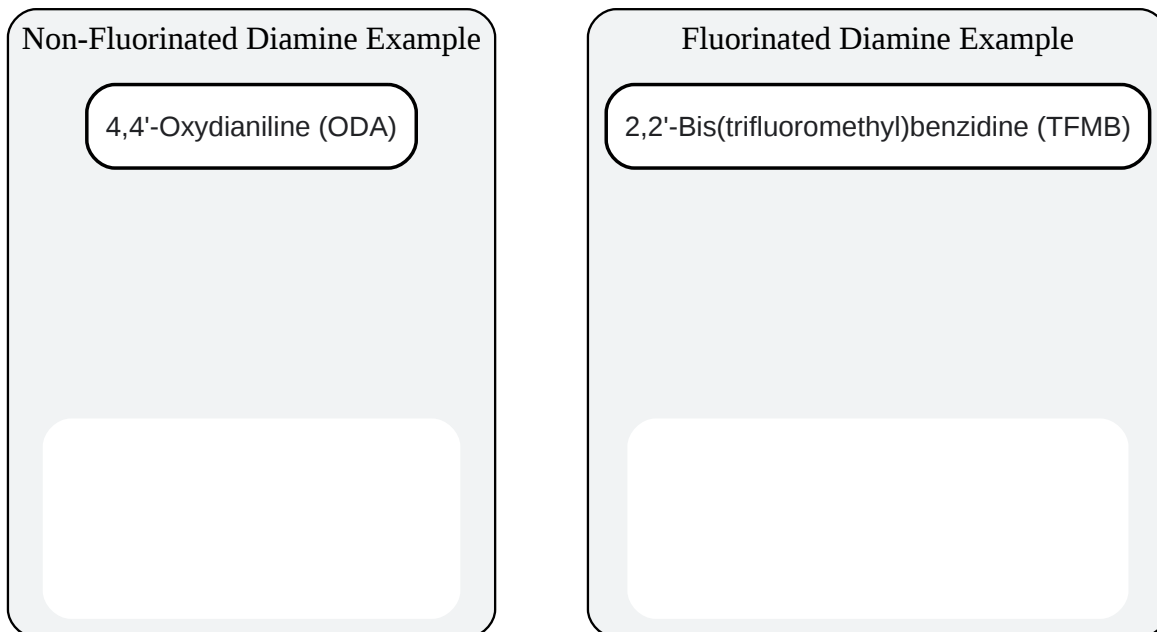 Non-Fluorinated Diamine Example
4,4'-Oxydianiline (ODA)
Fluorinated Diamine Example
2,2'-Bis(trifluoromethyl)benzidine (TFMB)